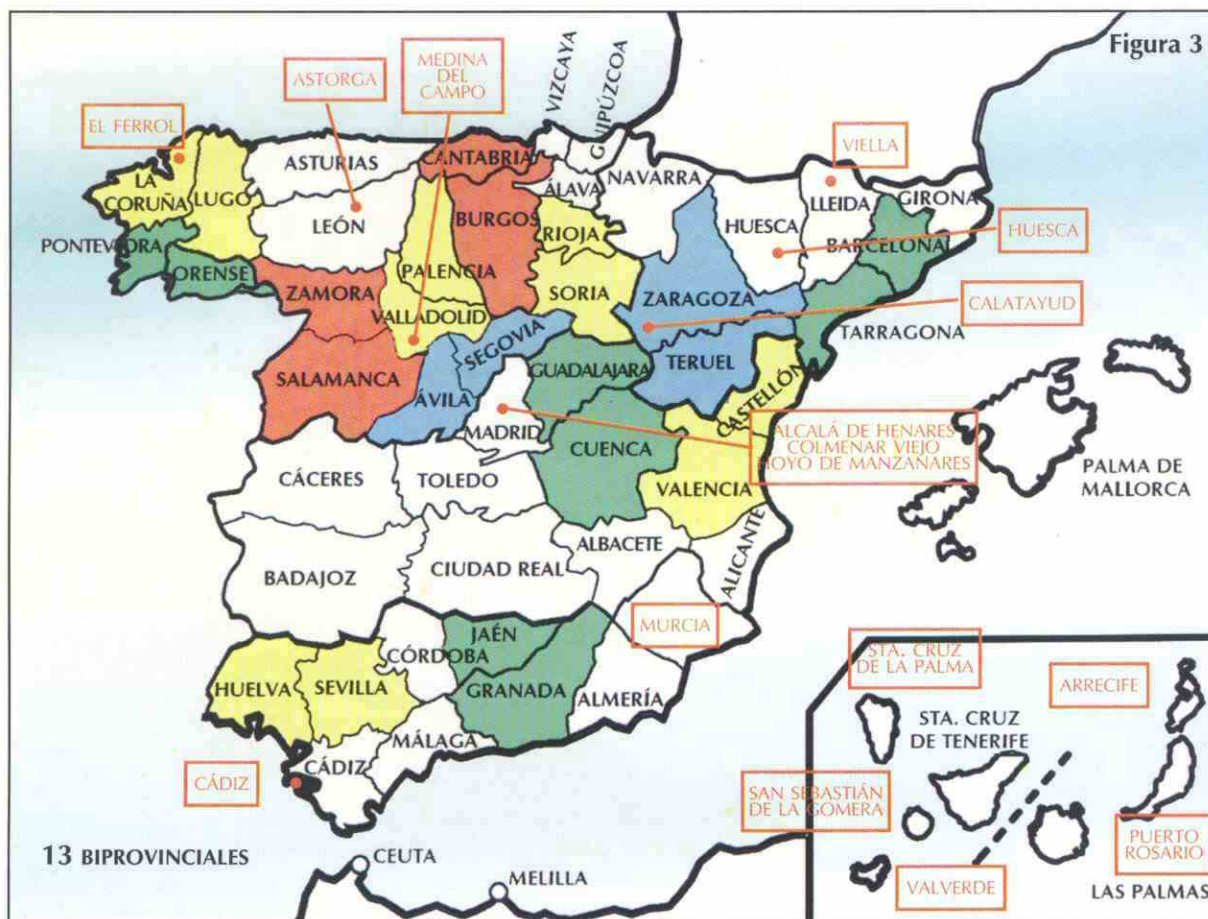 Figura 3
ASTORGA
MEDINA
DEL
CAMPO
VIZCAYA
GUIPÚZCOA
EL FERROL
VIELLA
ASTURIAS
CANTABRIA
LA
CORUÑA
LUGO
LEÓN
ÁLAVA
NAVARRA
HUESCA
LLEIDA
GIRONA
BURGOS
RIOJA
BARCELONA
HUESCA
PONTEVEDRA
ORENSE
PALENCIA
ZAMORA
SORIA
ZARAGOZA
CALATAYUD
VALLADOLID
SEGOVIA
TARRAGONA
SALAMANCA
GUADALAJARA
TERUEL
ÁVILA
CASTELLÓN
MADRID
CUENCA
ALCALÁ DE HENARES
COLMENAR VIEJO
HOYO DE MANZANARES
CÁCERES
TOLEDO
VALENCIA
PALMA DE
MALLORCA
ALBACETE
ALICANTE
BADAJOZ
CIUDAD REAL
MURCIA
JAÉN
CÓRDOBA
HUELVA
SEVILLA
GRANADA
ALMERÍA
STA. CRUZ
DE LA PALMA
ARRECIFE
STA. CRUZ
DE TENERIFE
MÁLAGA
CÁDIZ
CÁDIZ
SAN SEBASTIÁN
DE LA GOMERA
PUERTO
ROSARIO
13 BIPROVINCIALES
CEUTA
MELILLA
VALVERDE
LAS PALMAS